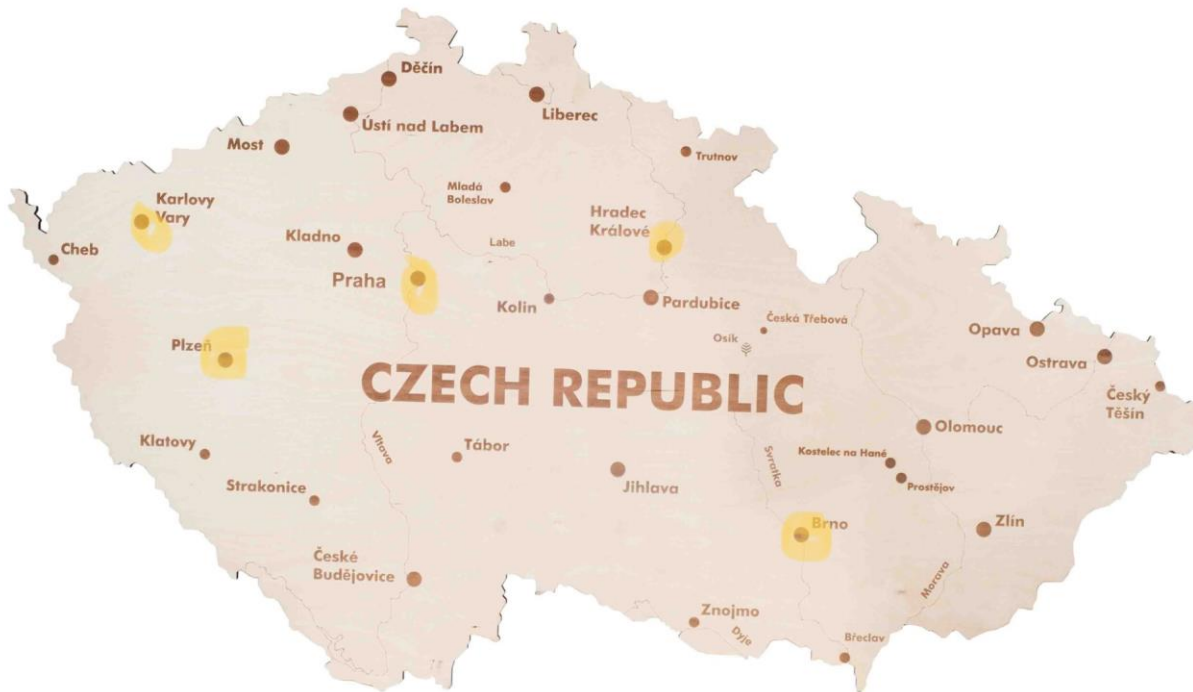 Děčín
Liberec
Ústí nad Labem
Most
Trutnov
Mladá
Boleslav
Karlovy
Vary
Hradec
Králové
Kladno
Labe
Cheb
Praha
Kolin
Pardubice
Česká Třebová
Opava
Osík
Plzeň
Ostrava
CZECH REPUBLIC
Český
Těšín
Olomouc
Klatovy
Vltava
Tábor
Svratka
Kostelec na Hané
Strakonice
Jihlava
Prostějov
Brno
Zlín
České
Budějovice
Morava
Znojmo
Dyje
Břeclav